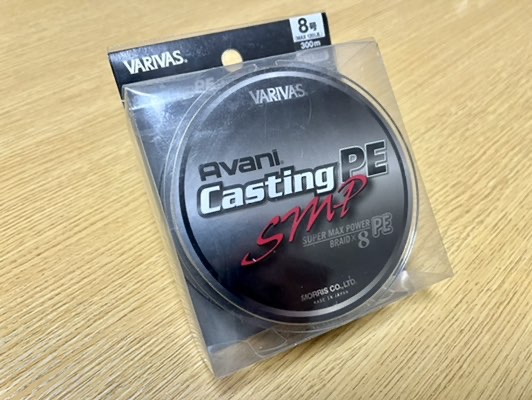 VARIVAS®
8号
MAX 120LB
300m
VARIVAS®
Avani®
Casting PE
SMP
SUPER MAX POWER
BRAID×8 PE
MORRIS CO.,LTD.
MADE IN JAPAN